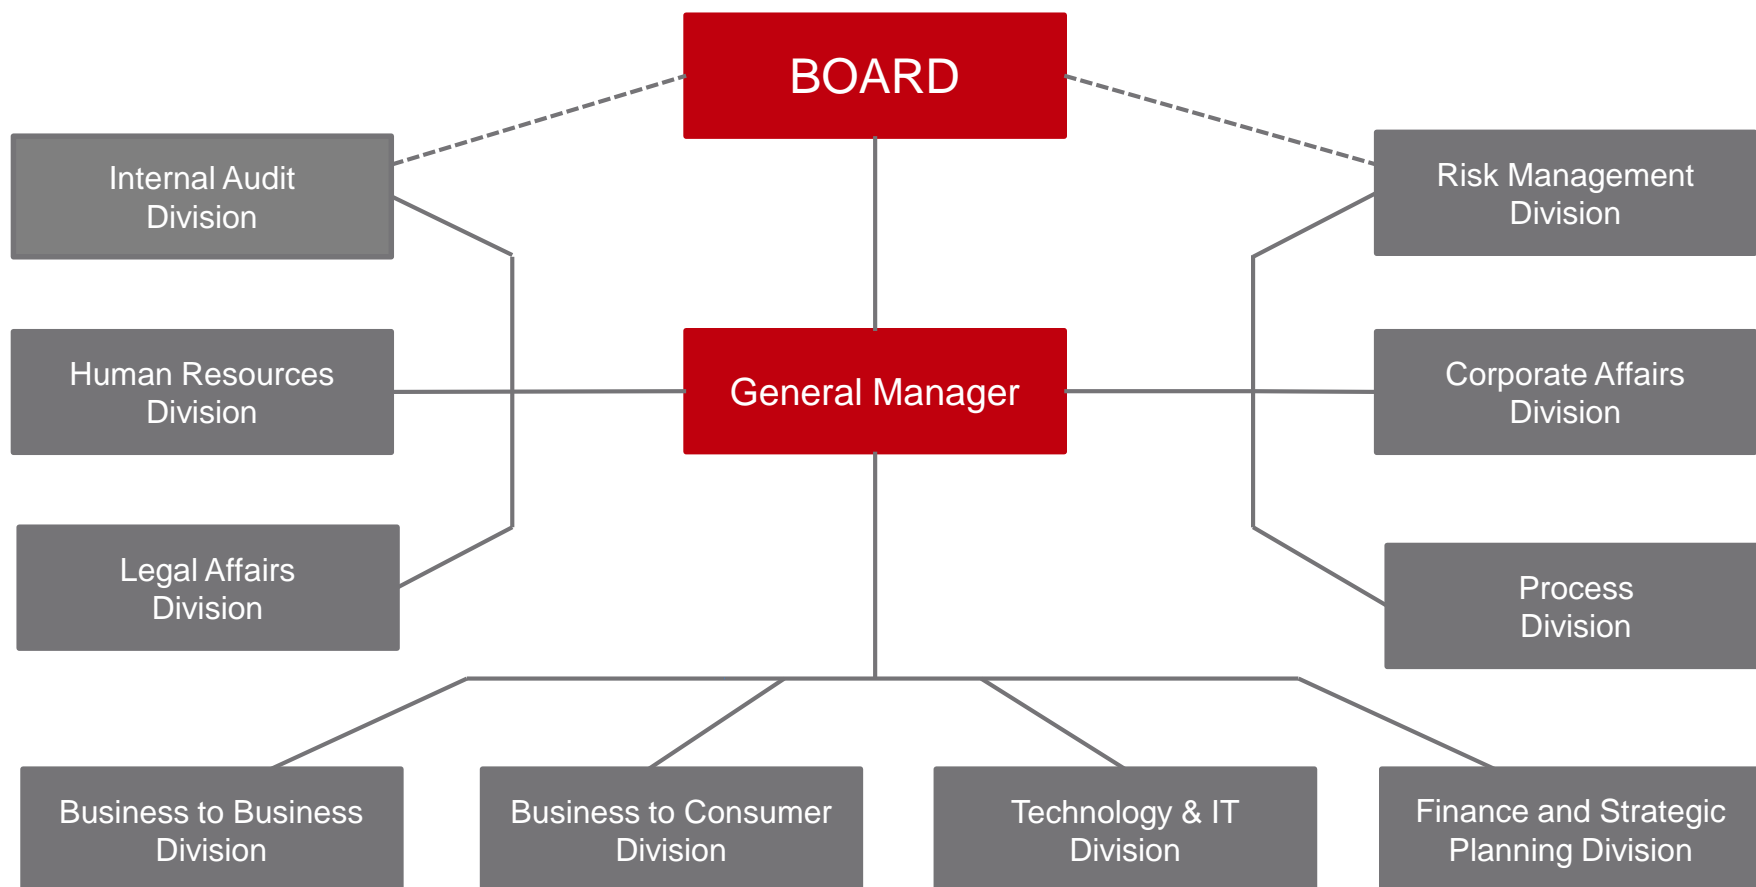 BOARD
Internal Audit
Division
Risk Management
Division
Human Resources
Division
General Manager
Corporate Affairs
Division
Legal Affairs
Division
Process
Division
Business to Business
Division
Business to Consumer
Division
Technology & IT
Division
Finance and Strategic
Planning Division